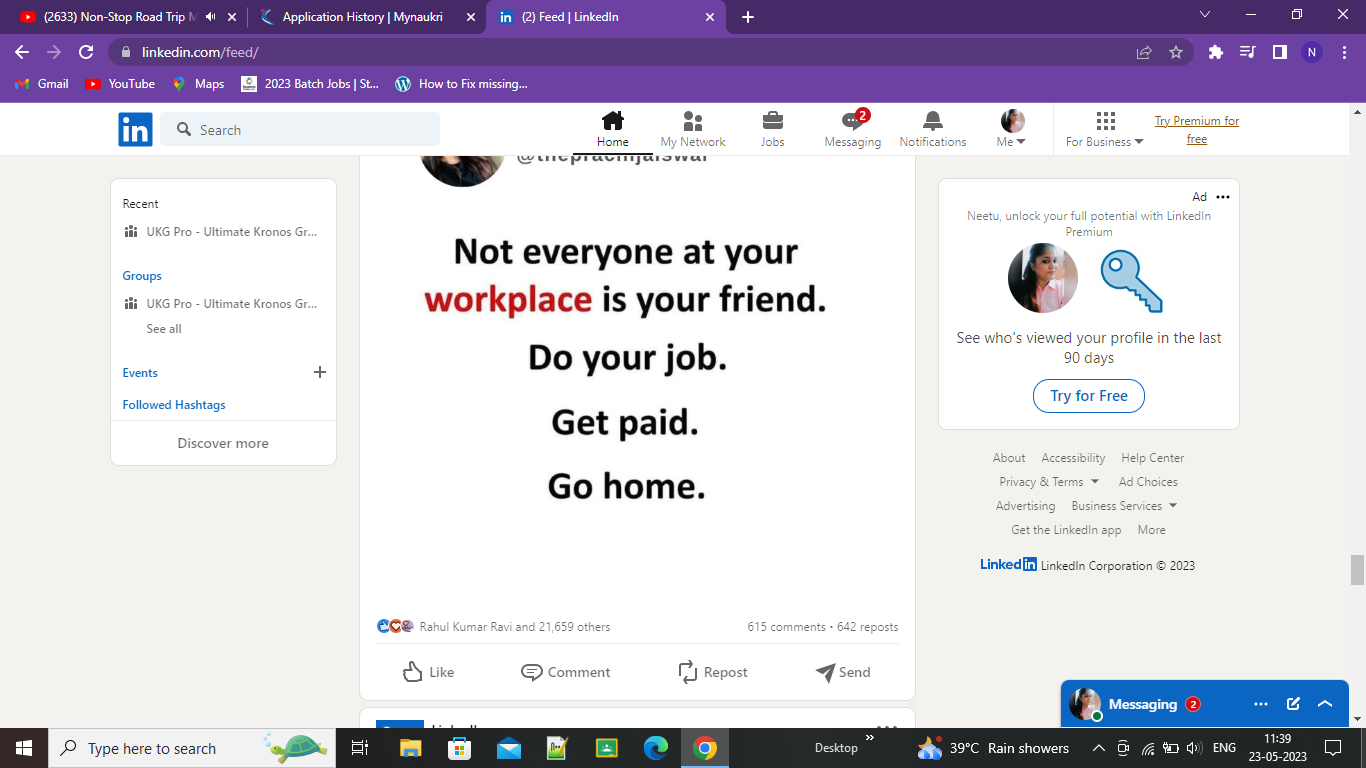 (2633) Non-Stop Road Trip M
Application History | Mynaukri
(2) Feed | LinkedIn
linkedin.com/feed/
N
Gmail
YouTube
Maps
2023 Batch Jobs | St...
How to Fix missing...
in
Search
Home
My Network
Jobs
2
Messaging
Notifications
Me
For Business
Try Premium for
free
@theprachijaiswal
Recent
UKG Pro - Ultimate Kronos Gr...
Groups
UKG Pro - Ultimate Kronos Gr...
See all
Events
Followed Hashtags
Discover more
Not everyone at your
workplace is your friend.
Do your job.
Get paid.
Go home.
Rahul Kumar Ravi and 21,659 others
615 comments • 642 reposts
Like
Comment
Repost
Send
Ad
Neetu, unlock your full potential with LinkedIn
Premium
See who's viewed your profile in the last
90 days
Try for Free
About Accessibility Help Center
Privacy & Terms Ad Choices
Advertising Business Services
Get the LinkedIn app More
LinkedIn LinkedIn Corporation © 2023
Messaging 2
Type here to search
Desktop
39°C Rain showers
ENG
11:39
23-05-2023